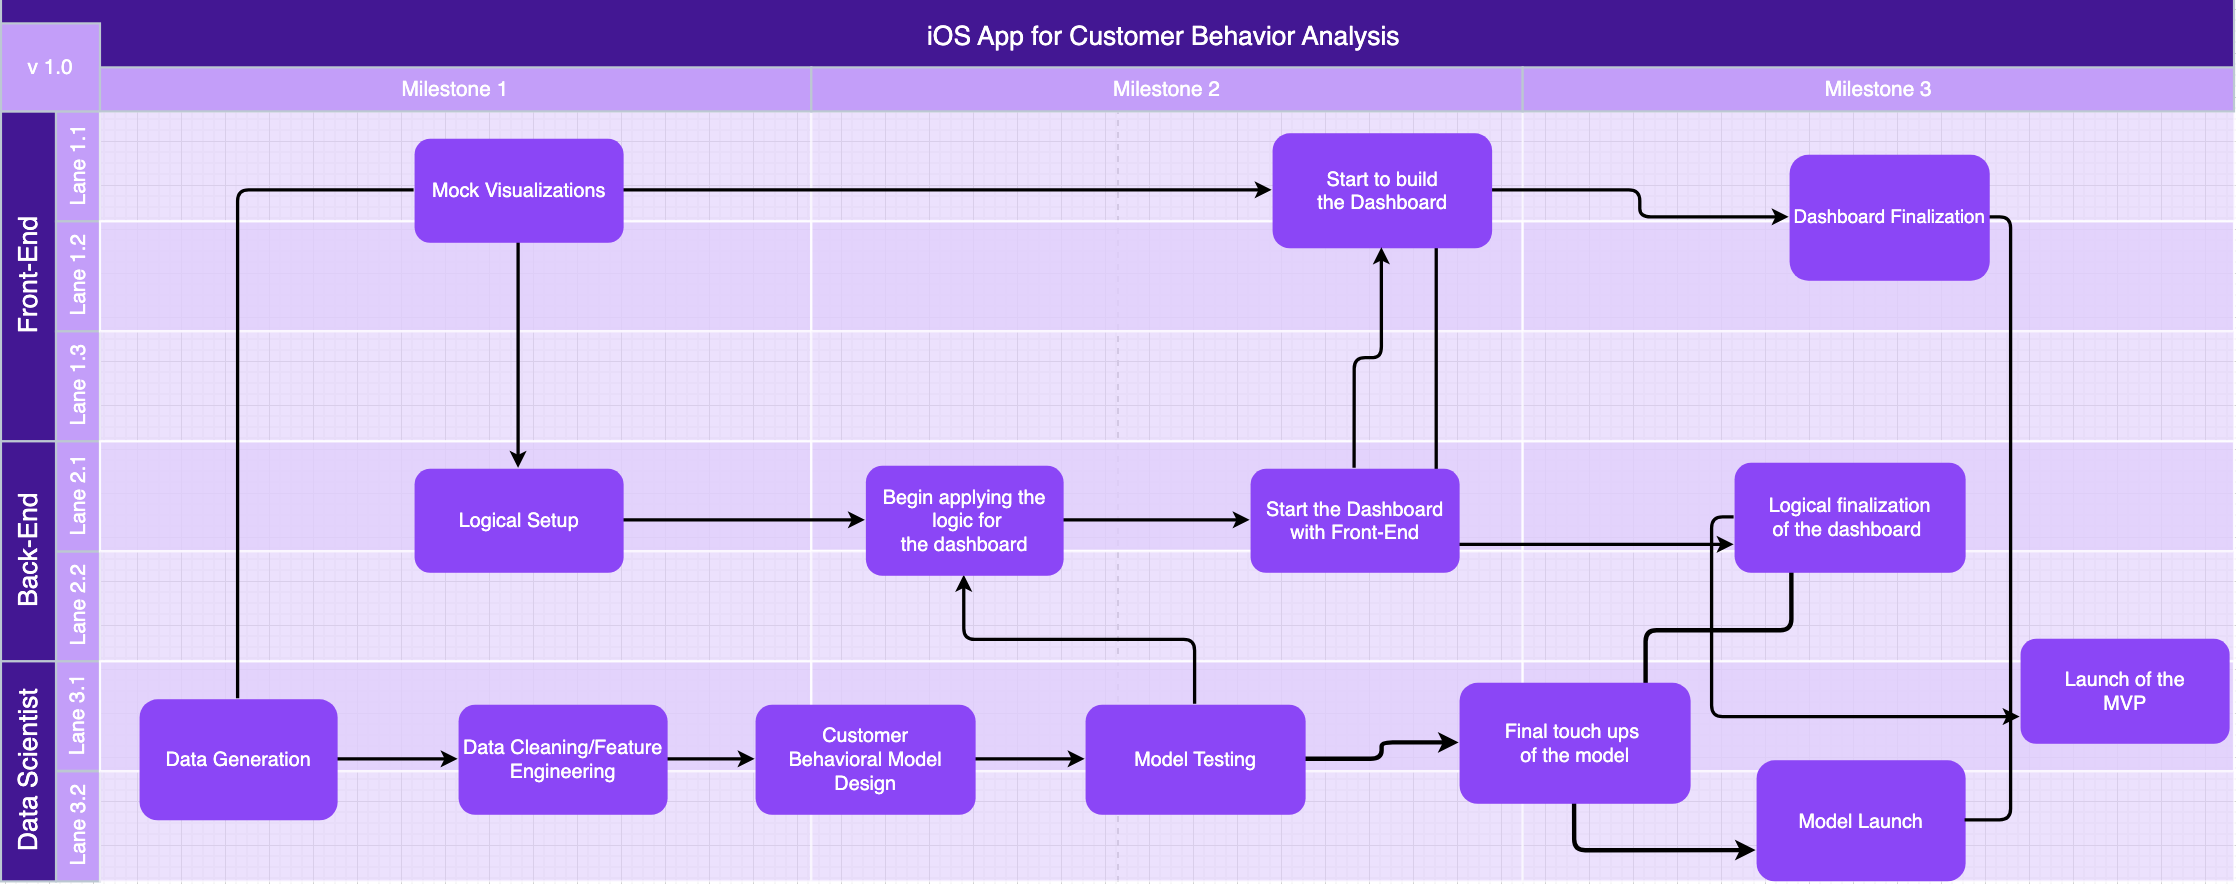 iOS App for Customer Behavior Analysis
v 1.0
Milestone 1
Milestone 2
Milestone 3
Front-End
Lane 1.1
Lane 1.2
Lane 1.3
Mock Visualizations
Start to build
the Dashboard
Dashboard Finalization
Back-End
Lane 2.1
Lane 2.2
Logical Setup
Begin applying the
logic for
the dashboard
Start the Dashboard
with Front-End
Logical finalization
of the dashboard
Data Scientist
Lane 3.1
Lane 3.2
Data Generation
Data Cleaning/Feature
Engineering
Customer
Behavioral Model
Design
Model Testing
Final touch ups
of the model
Launch of the
MVP
Model Launch